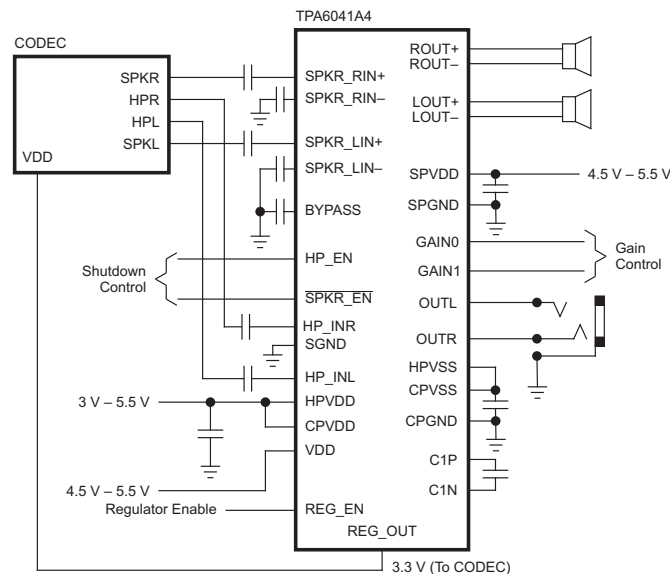 TPA6041A4
CODEC
SPKR
HPR
HPL
SPKL
VDD
SPKR_RIN+
SPKR_RIN–
SPKR_LIN+
SPKR_LIN–
BYPASS
HP_EN
SPKR_EN
HP_INR
SGND
HP_INL
HPVDD
CPVDD
VDD
REG_EN
REG_OUT
ROUT+
ROUT–
LOUT+
LOUT–
SPVDD
SPGND
GAIN0
GAIN1
OUTL
OUTR
HPVSS
CPVSS
CPGND
C1P
C1N
4.5 V – 5.5 V
Gain
Control
Shutdown
Control
3 V – 5.5 V
4.5 V – 5.5 V
Regulator Enable
3.3 V (To CODEC)